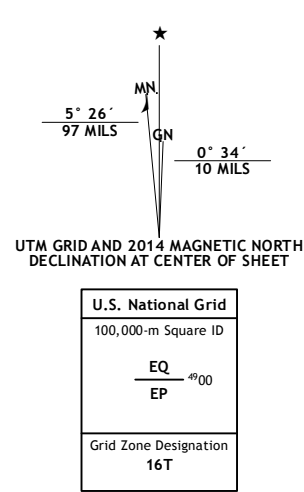 MN.
5° 26´
97 MILS
GN
0° 34´
10 MILS
UTM GRID AND 2014 MAGNETIC NORTH
DECLINATION AT CENTER OF SHEET
U.S. National Grid
100,000-m Square ID
EQ
4900
EP
Grid Zone Designation
16T